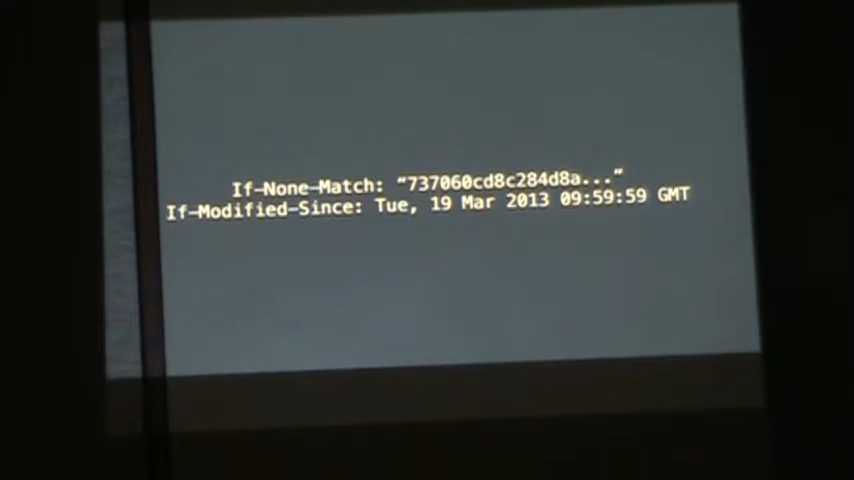 If-None-Match: “737060cd8c284d8a...”
If-Modified-Since: Tue, 19 Mar 2013 09:59:59 GMT